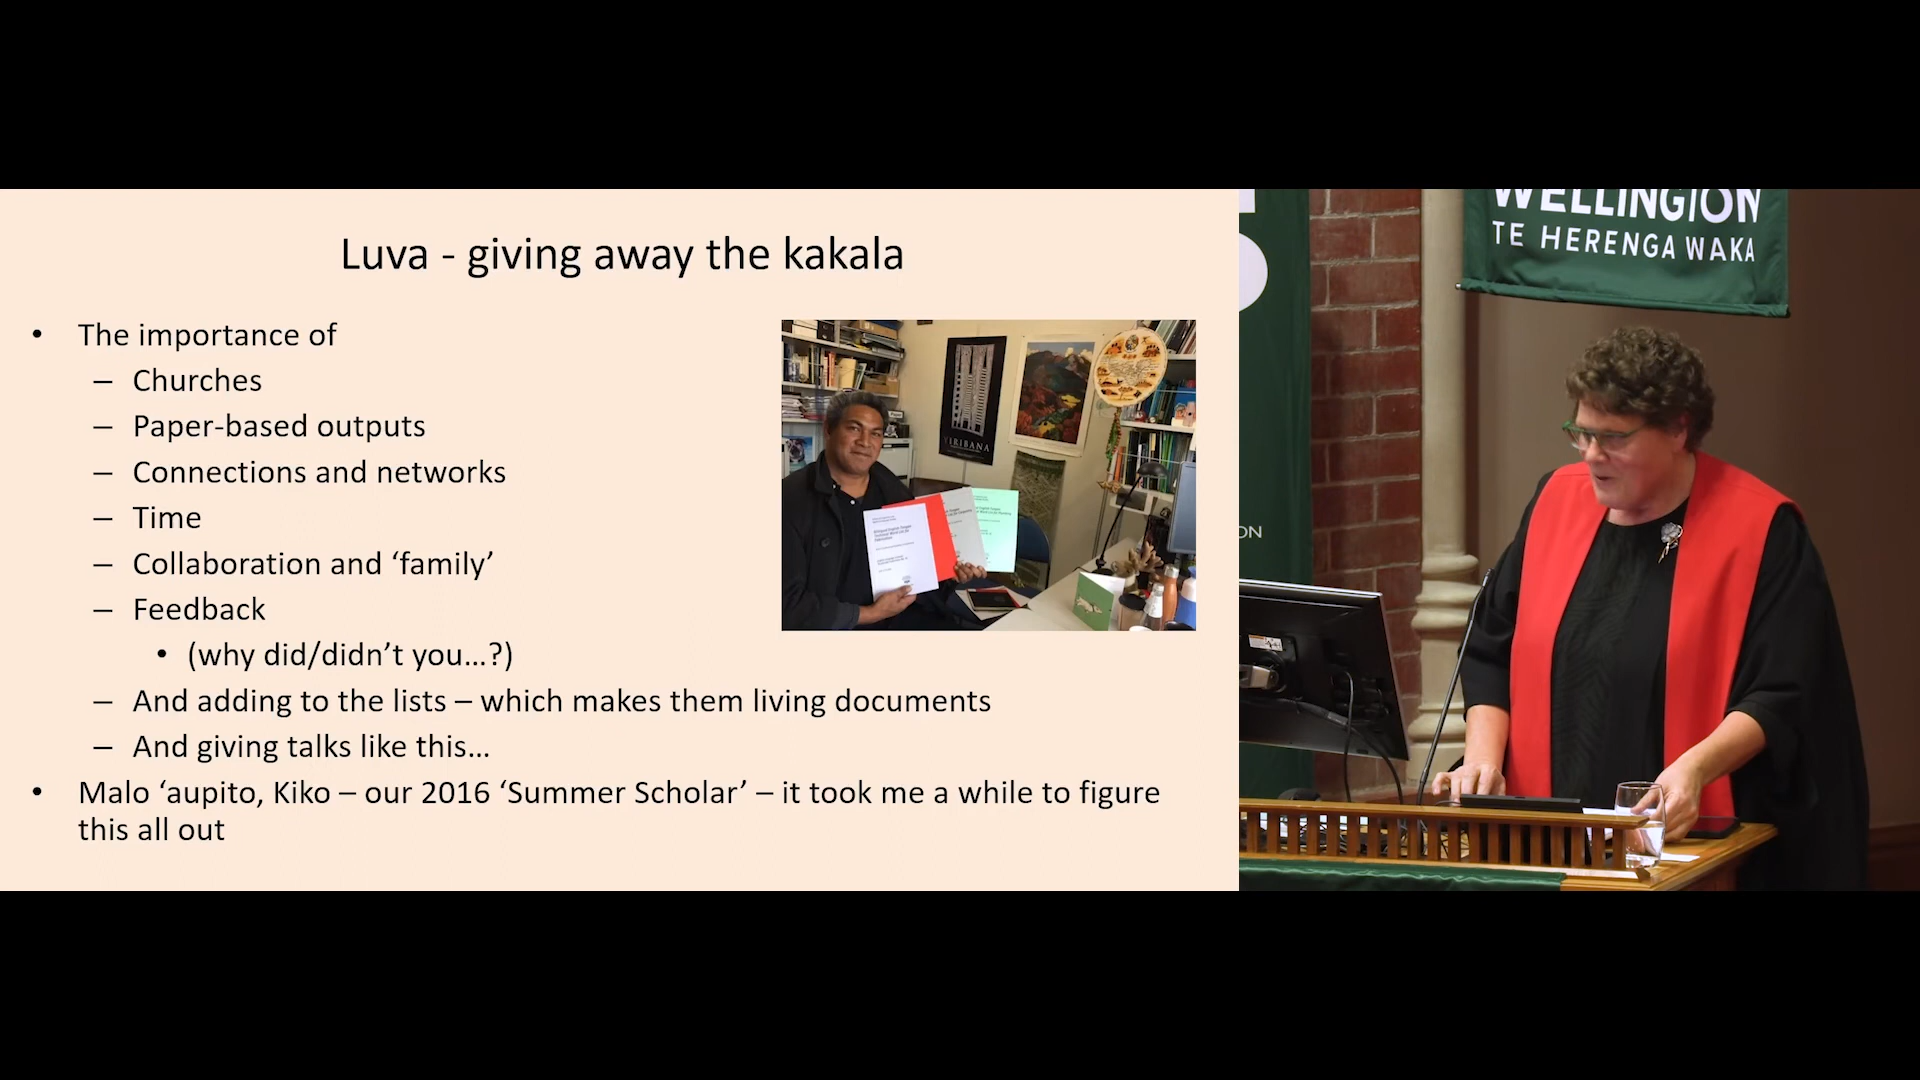 Luva - giving away the kakala
• The importance of
– Churches
– Paper-based outputs
– Connections and networks
– Time
– Collaboration and ‘family’
– Feedback
• (why did/didn’t you…?)
– And adding to the lists – which makes them living documents
– And giving talks like this…
• Malo ‘aupito, Kiko – our 2016 ‘Summer Scholar’ – it took me a while to figure
this all out
WELLINGTON
TE HERENGA WAKA